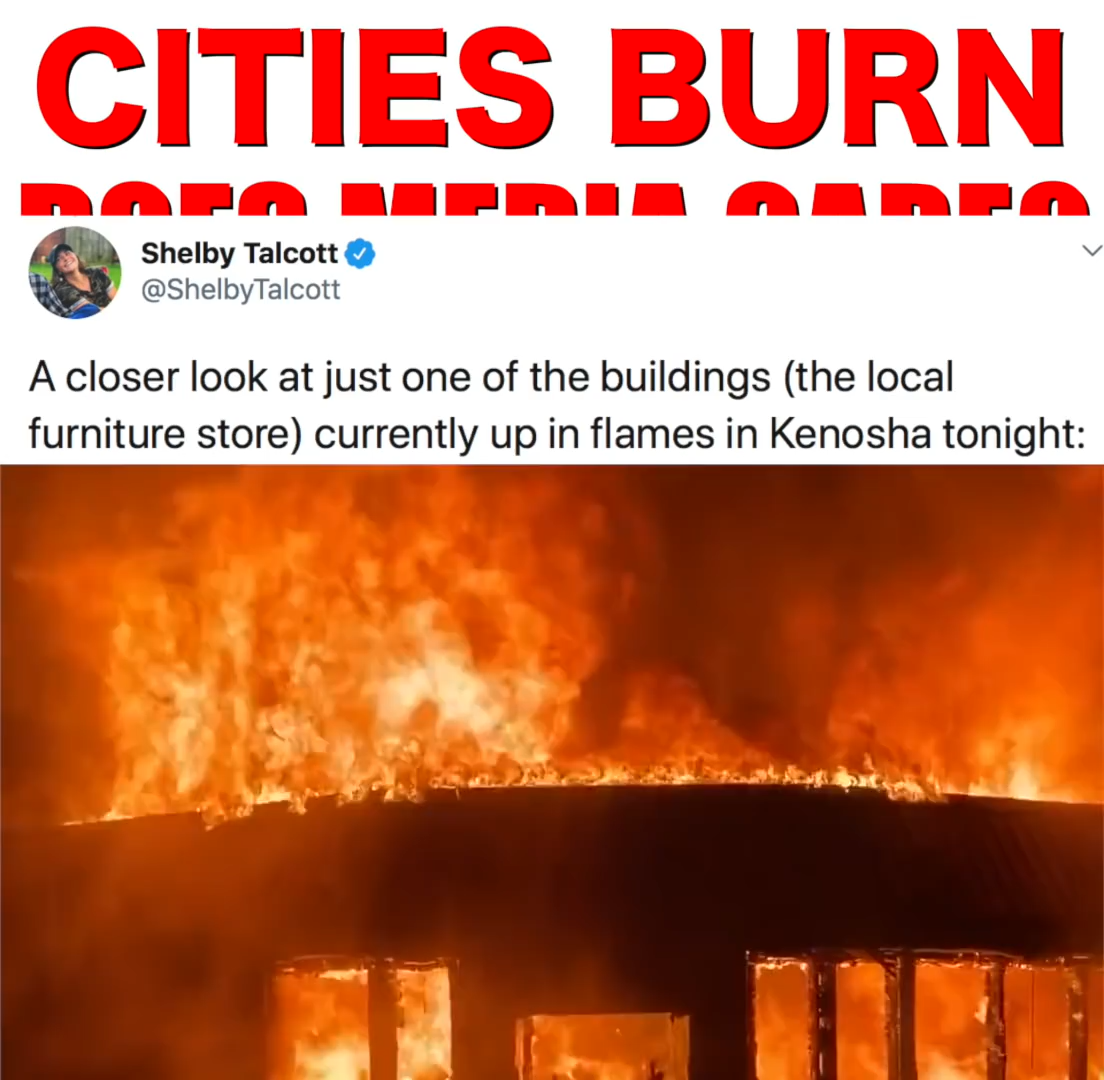 CITIES BURN
Shelby Talcott
@ShelbyTalcott
A closer look at just one of the buildings (the local
furniture store) currently up in flames in Kenosha tonight: